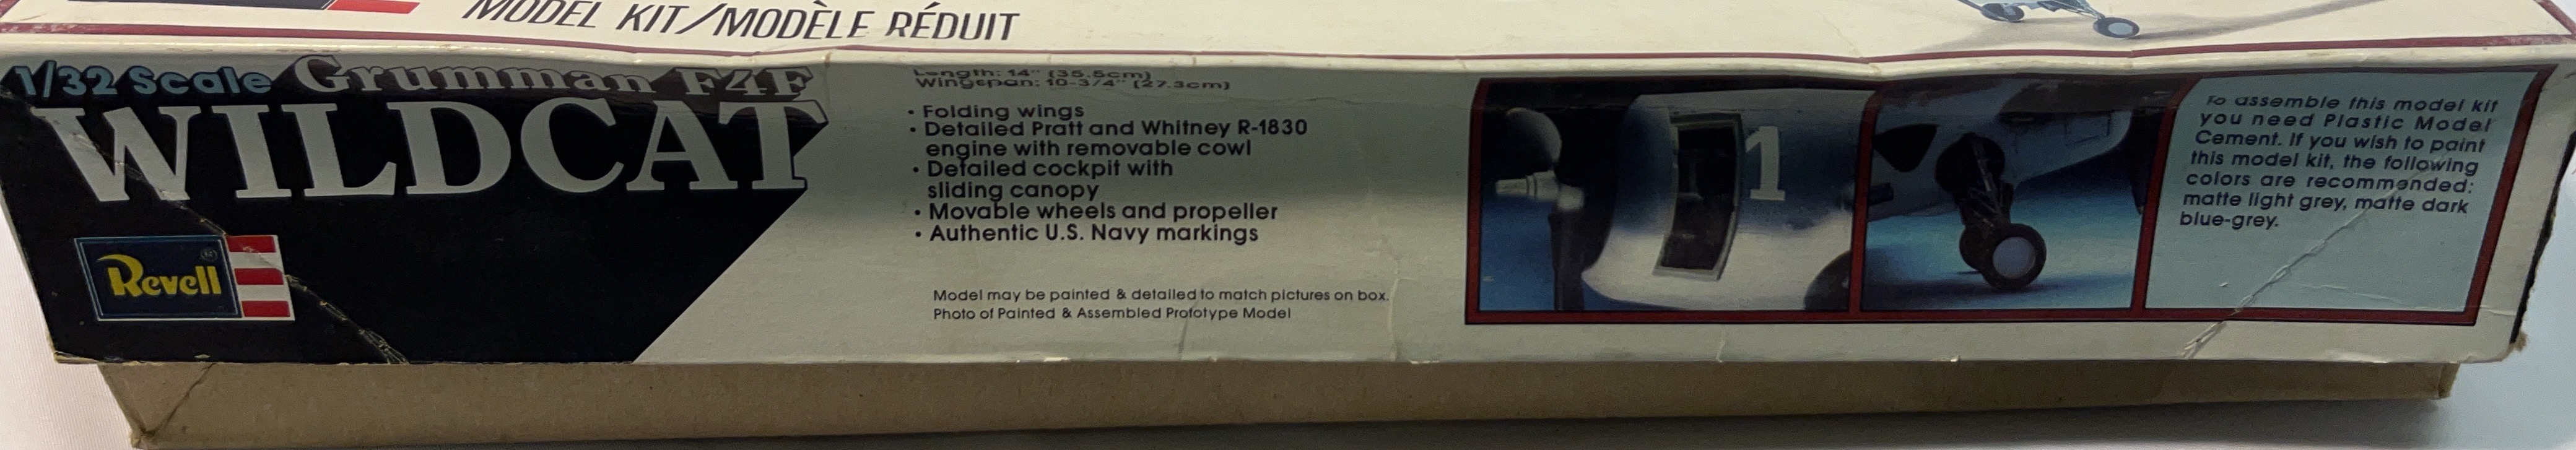 MODEL KIT/MODÈLE RÉDUIT
1/32 Scale Grumman F4F
WILDCAT
Revell
Length: 14" (35.5cm)
Wingspan: 10-3/4" (27.3cm)
• Folding wings
• Detailed Pratt and Whitney R-1830
engine with removable cowl
• Detailed cockpit with
sliding canopy
• Movable wheels and propeller
• Authentic U.S. Navy markings
Model may be painted & detailed to match pictures on box.
Photo of Painted & Assembled Prototype Model
1
To assemble this model kit
you need Plastic Model
Cement. If you wish to paint
this model kit, the following
colors are recommended:
matte light grey, matte dark
blue-grey.